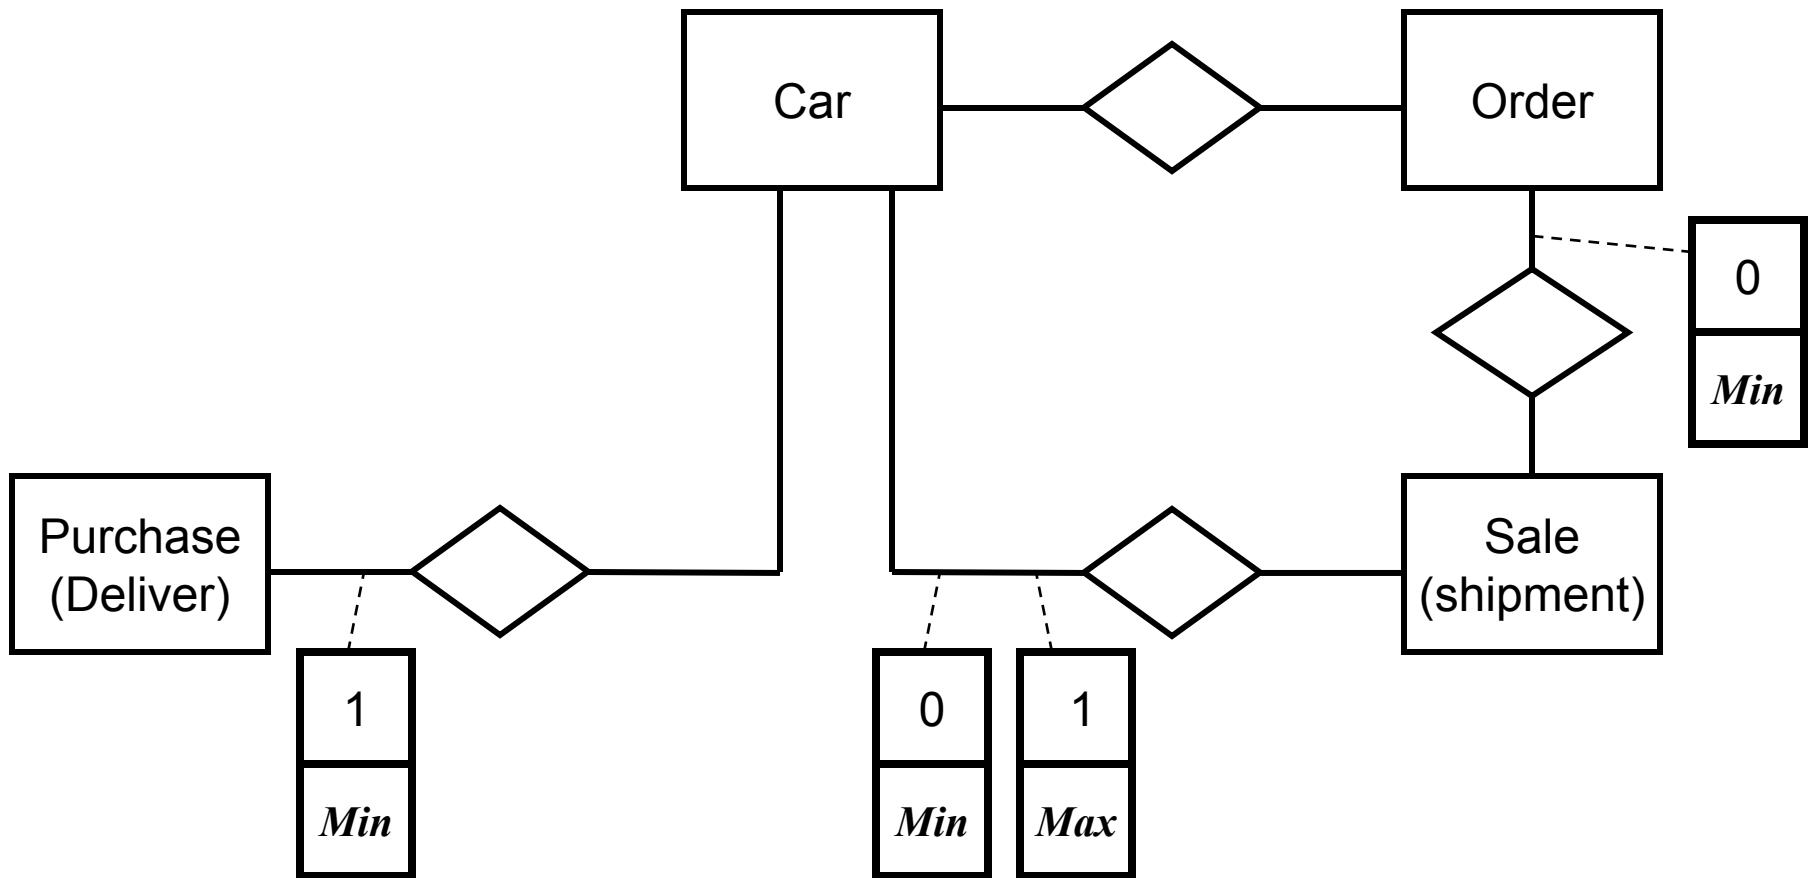 Car
Order
0
Min
Purchase
(Deliver)
Sale
(shipment)
1
Min
0
Min
1
Max